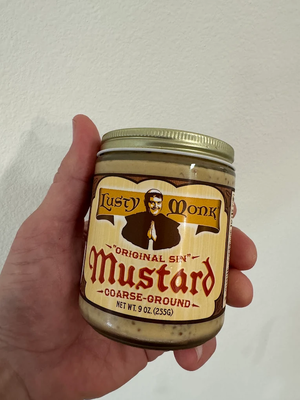 Lusty Monk
"ORIGINAL SIN"
Mustard
COARSE-GROUND
NET WT. 9 OZ. (255G)